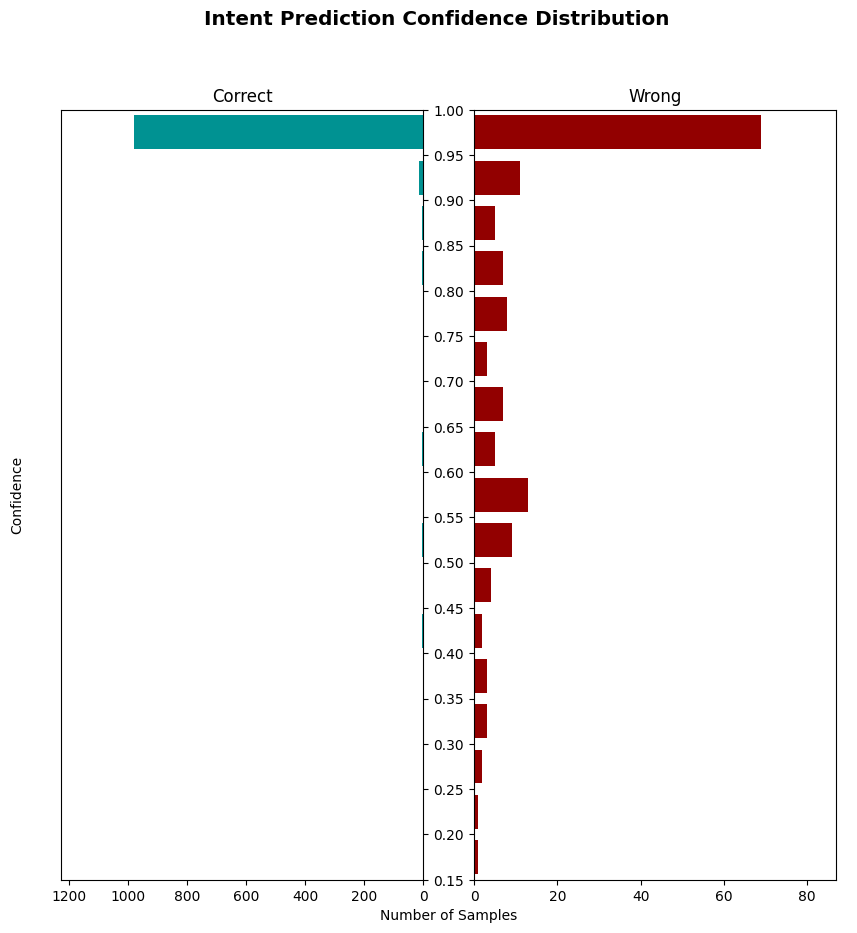 Intent Prediction Confidence Distribution
Correct
Wrong
Confidence
1.00
0.95
0.90
0.85
0.80
0.75
0.70
0.65
0.60
0.55
0.50
0.45
0.40
0.35
0.30
0.25
0.20
0.15
1200 1000 800 600 400 200 0
0 20 40 60 80
Number of Samples